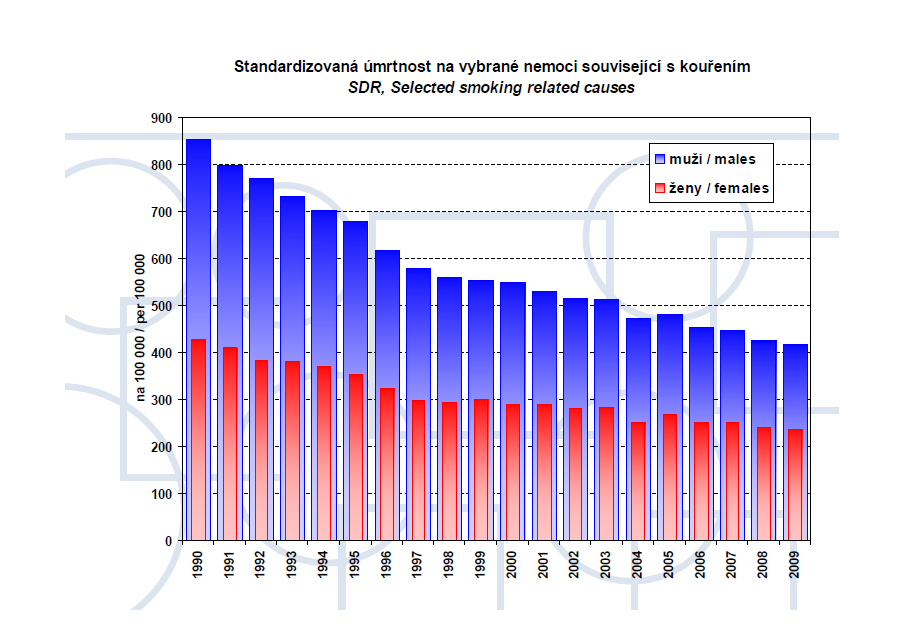 Standardizovaná úmrtnost na vybrané nemoci související s kouřením
SDR, Selected smoking related causes
na 100 000 / per 100 000
900
800
700
600
500
400
300
200
100
0
muži / males
ženy / females
1990 1991 1992 1993 1994 1995 1996 1997 1998 1999 2000 2001 2002 2003 2004 2005 2006 2007 2008 2009